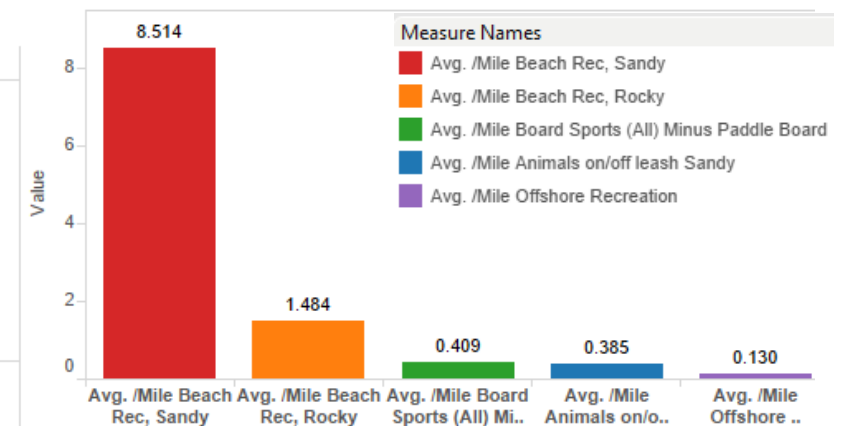 8.514
Measure Names
Avg. /Mile Beach Rec, Sandy
Avg. /Mile Beach Rec, Rocky
Avg. /Mile Board Sports (All) Minus Paddle Board
Avg. /Mile Animals on/off leash Sandy
Avg. /Mile Offshore Recreation
Value
8
6
4
2
0
1.484
0.409
0.385
0.130
Avg. /Mile Beach
Rec, Sandy
Avg. /Mile Beach
Rec, Rocky
Avg. /Mile Board
Sports (All) Mi..
Avg. /Mile
Animals on/o..
Avg. /Mile
Offshore ..